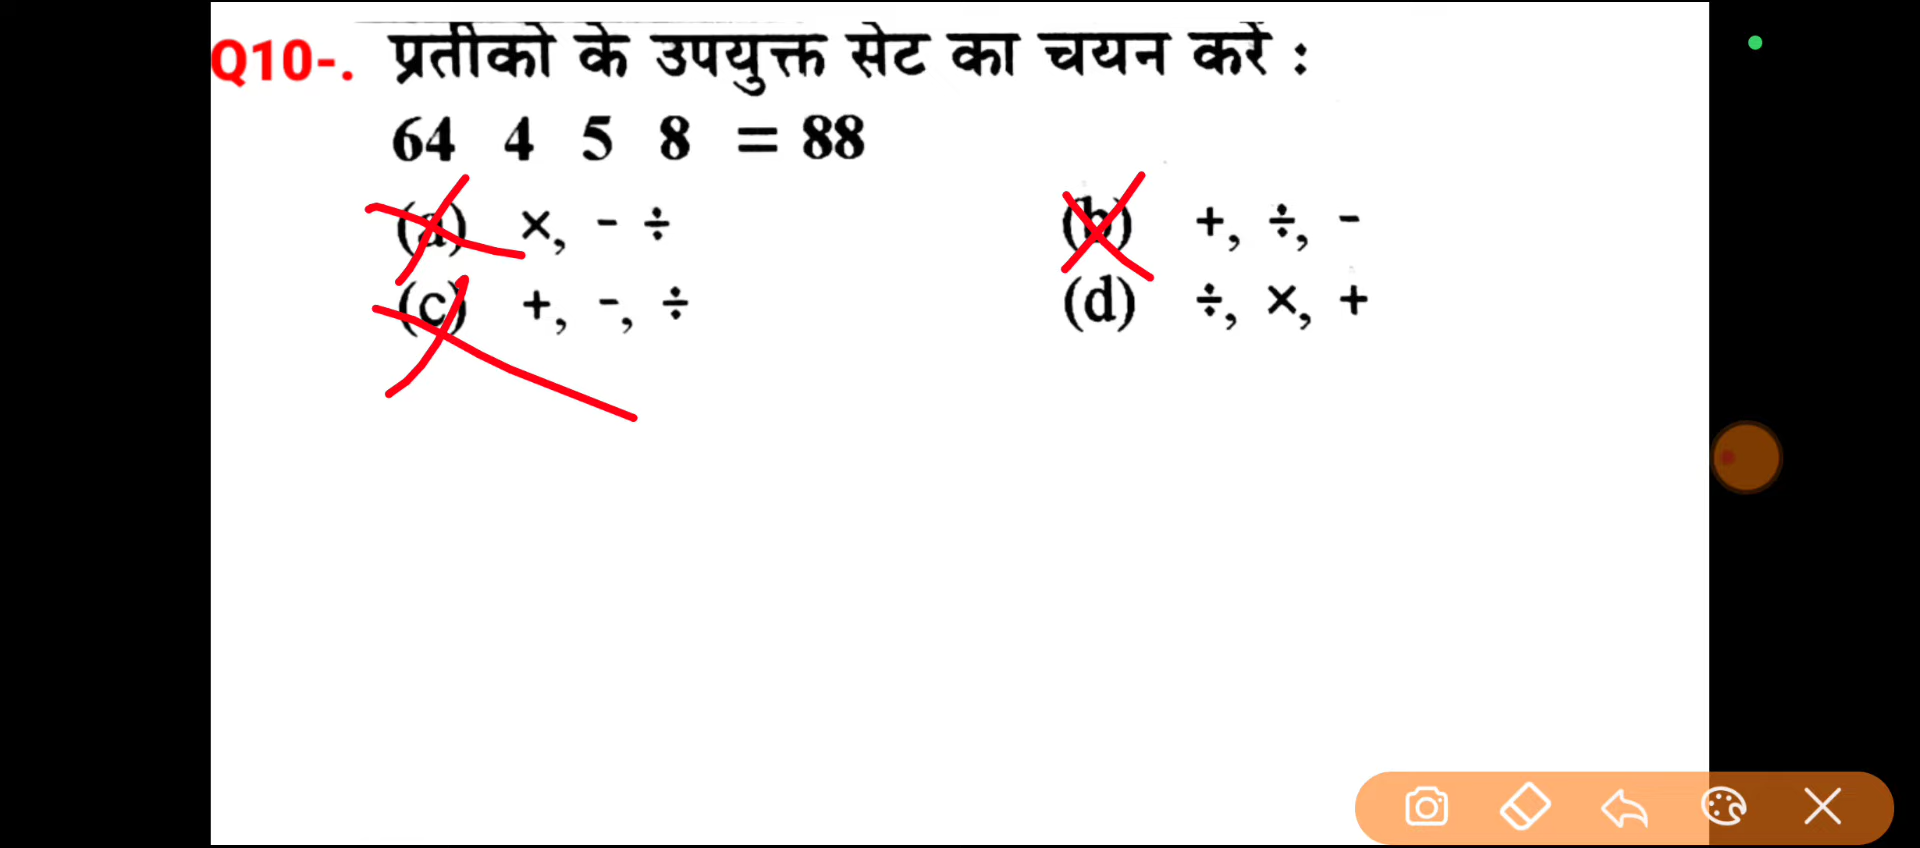 Q10-. प्रतीको के उपयुक्त सेट का चयन करें :
64 4 5 8 = 88
(a) ×, - ÷
(b) +, ÷, -
(c) +, -, ÷
(d) ÷, ×, +